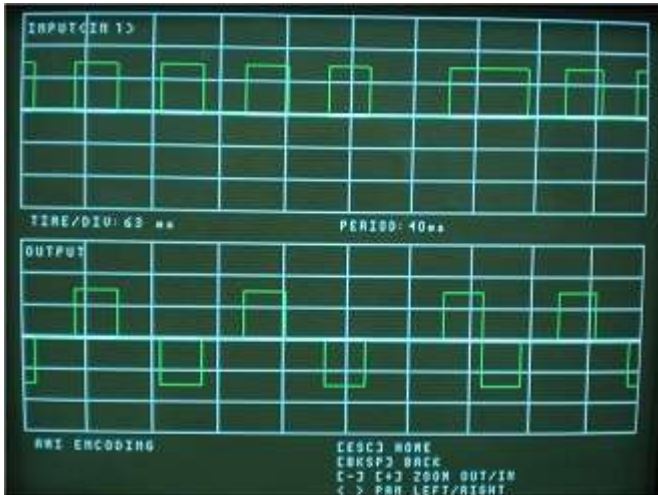 INPUT(IN 1)
TIME/DIV: 63 ms
PERIOD: 40ms
OUTPUT
AMI ENCODING
[ESC] HOME
[BKSP] BACK
[-] [+] ZOOM OUT/IN
< > PAN LEFT/RIGHT